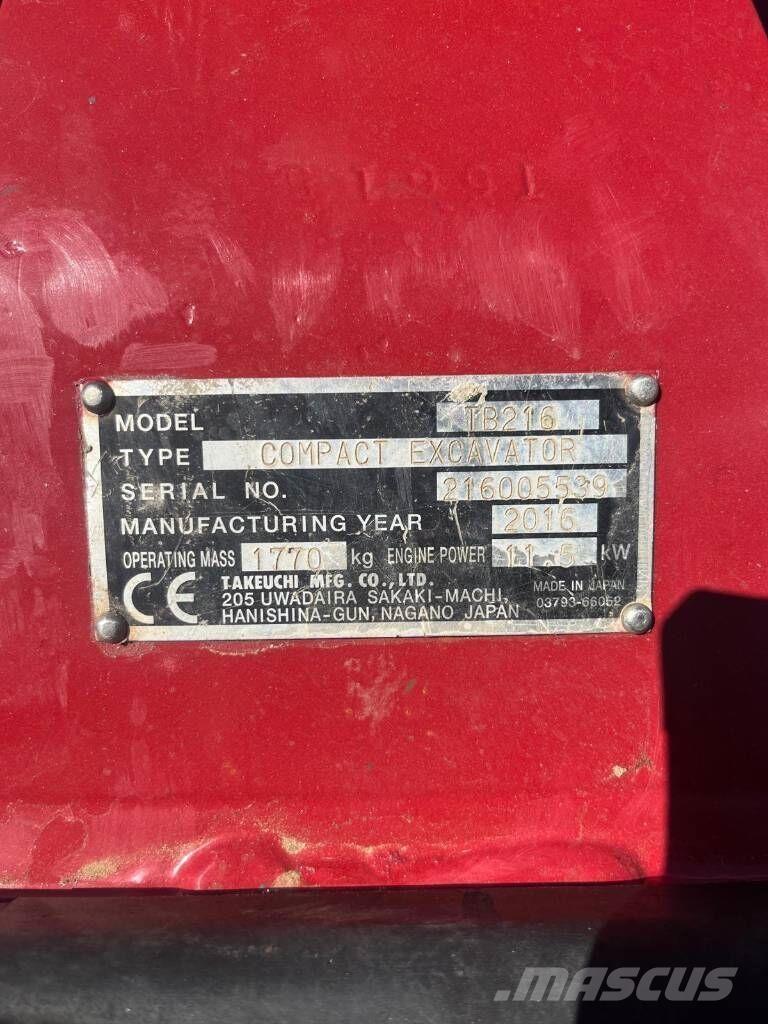 MODEL TB216
TYPE COMPACT EXCAVATOR
SERIAL NO. 216005539
MANUFACTURING YEAR 2016
OPERATING MASS 1770 kg ENGINE POWER 11.5 kW
CE TAKEUCHI MFG. CO., LTD.
205 UWADAIRA SAKAKI-MACHI,
HANISHINA-GUN, NAGANO JAPAN
MADE IN JAPAN
03793-66052
MASCUS